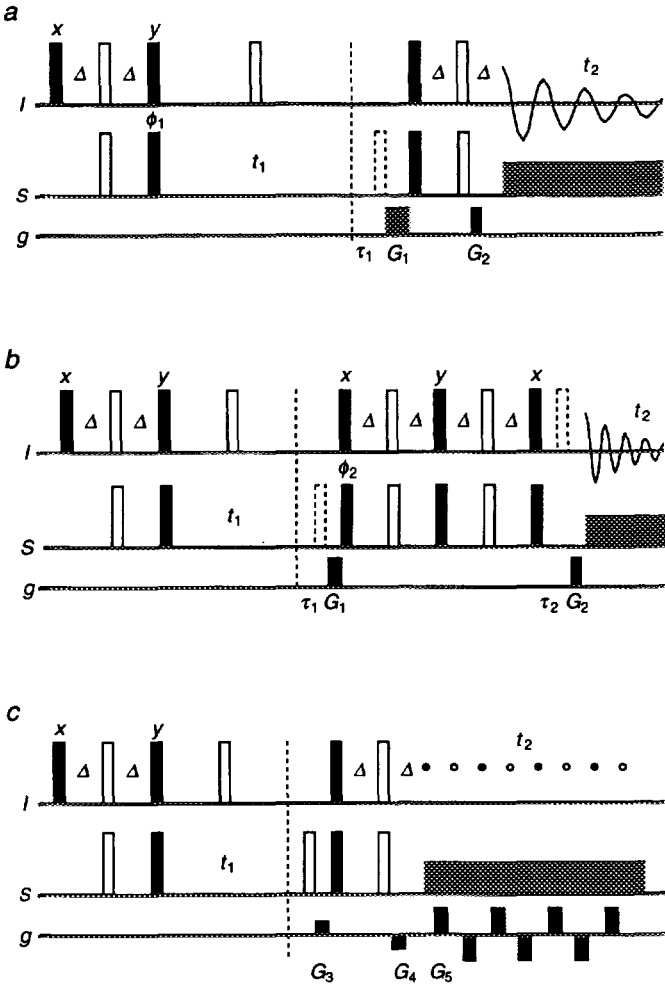 a
x Δ Δ y Δ Δ t2
I
ϕ1
t1
S
g
τ1 G1 G2
b
x Δ Δ y x Δ Δ y Δ Δ x t2
I
ϕ2
t1
S
g
τ1 G1 τ2 G2
c
x Δ Δ y Δ Δ t2
I
t1
S
g
G3 G4 G5